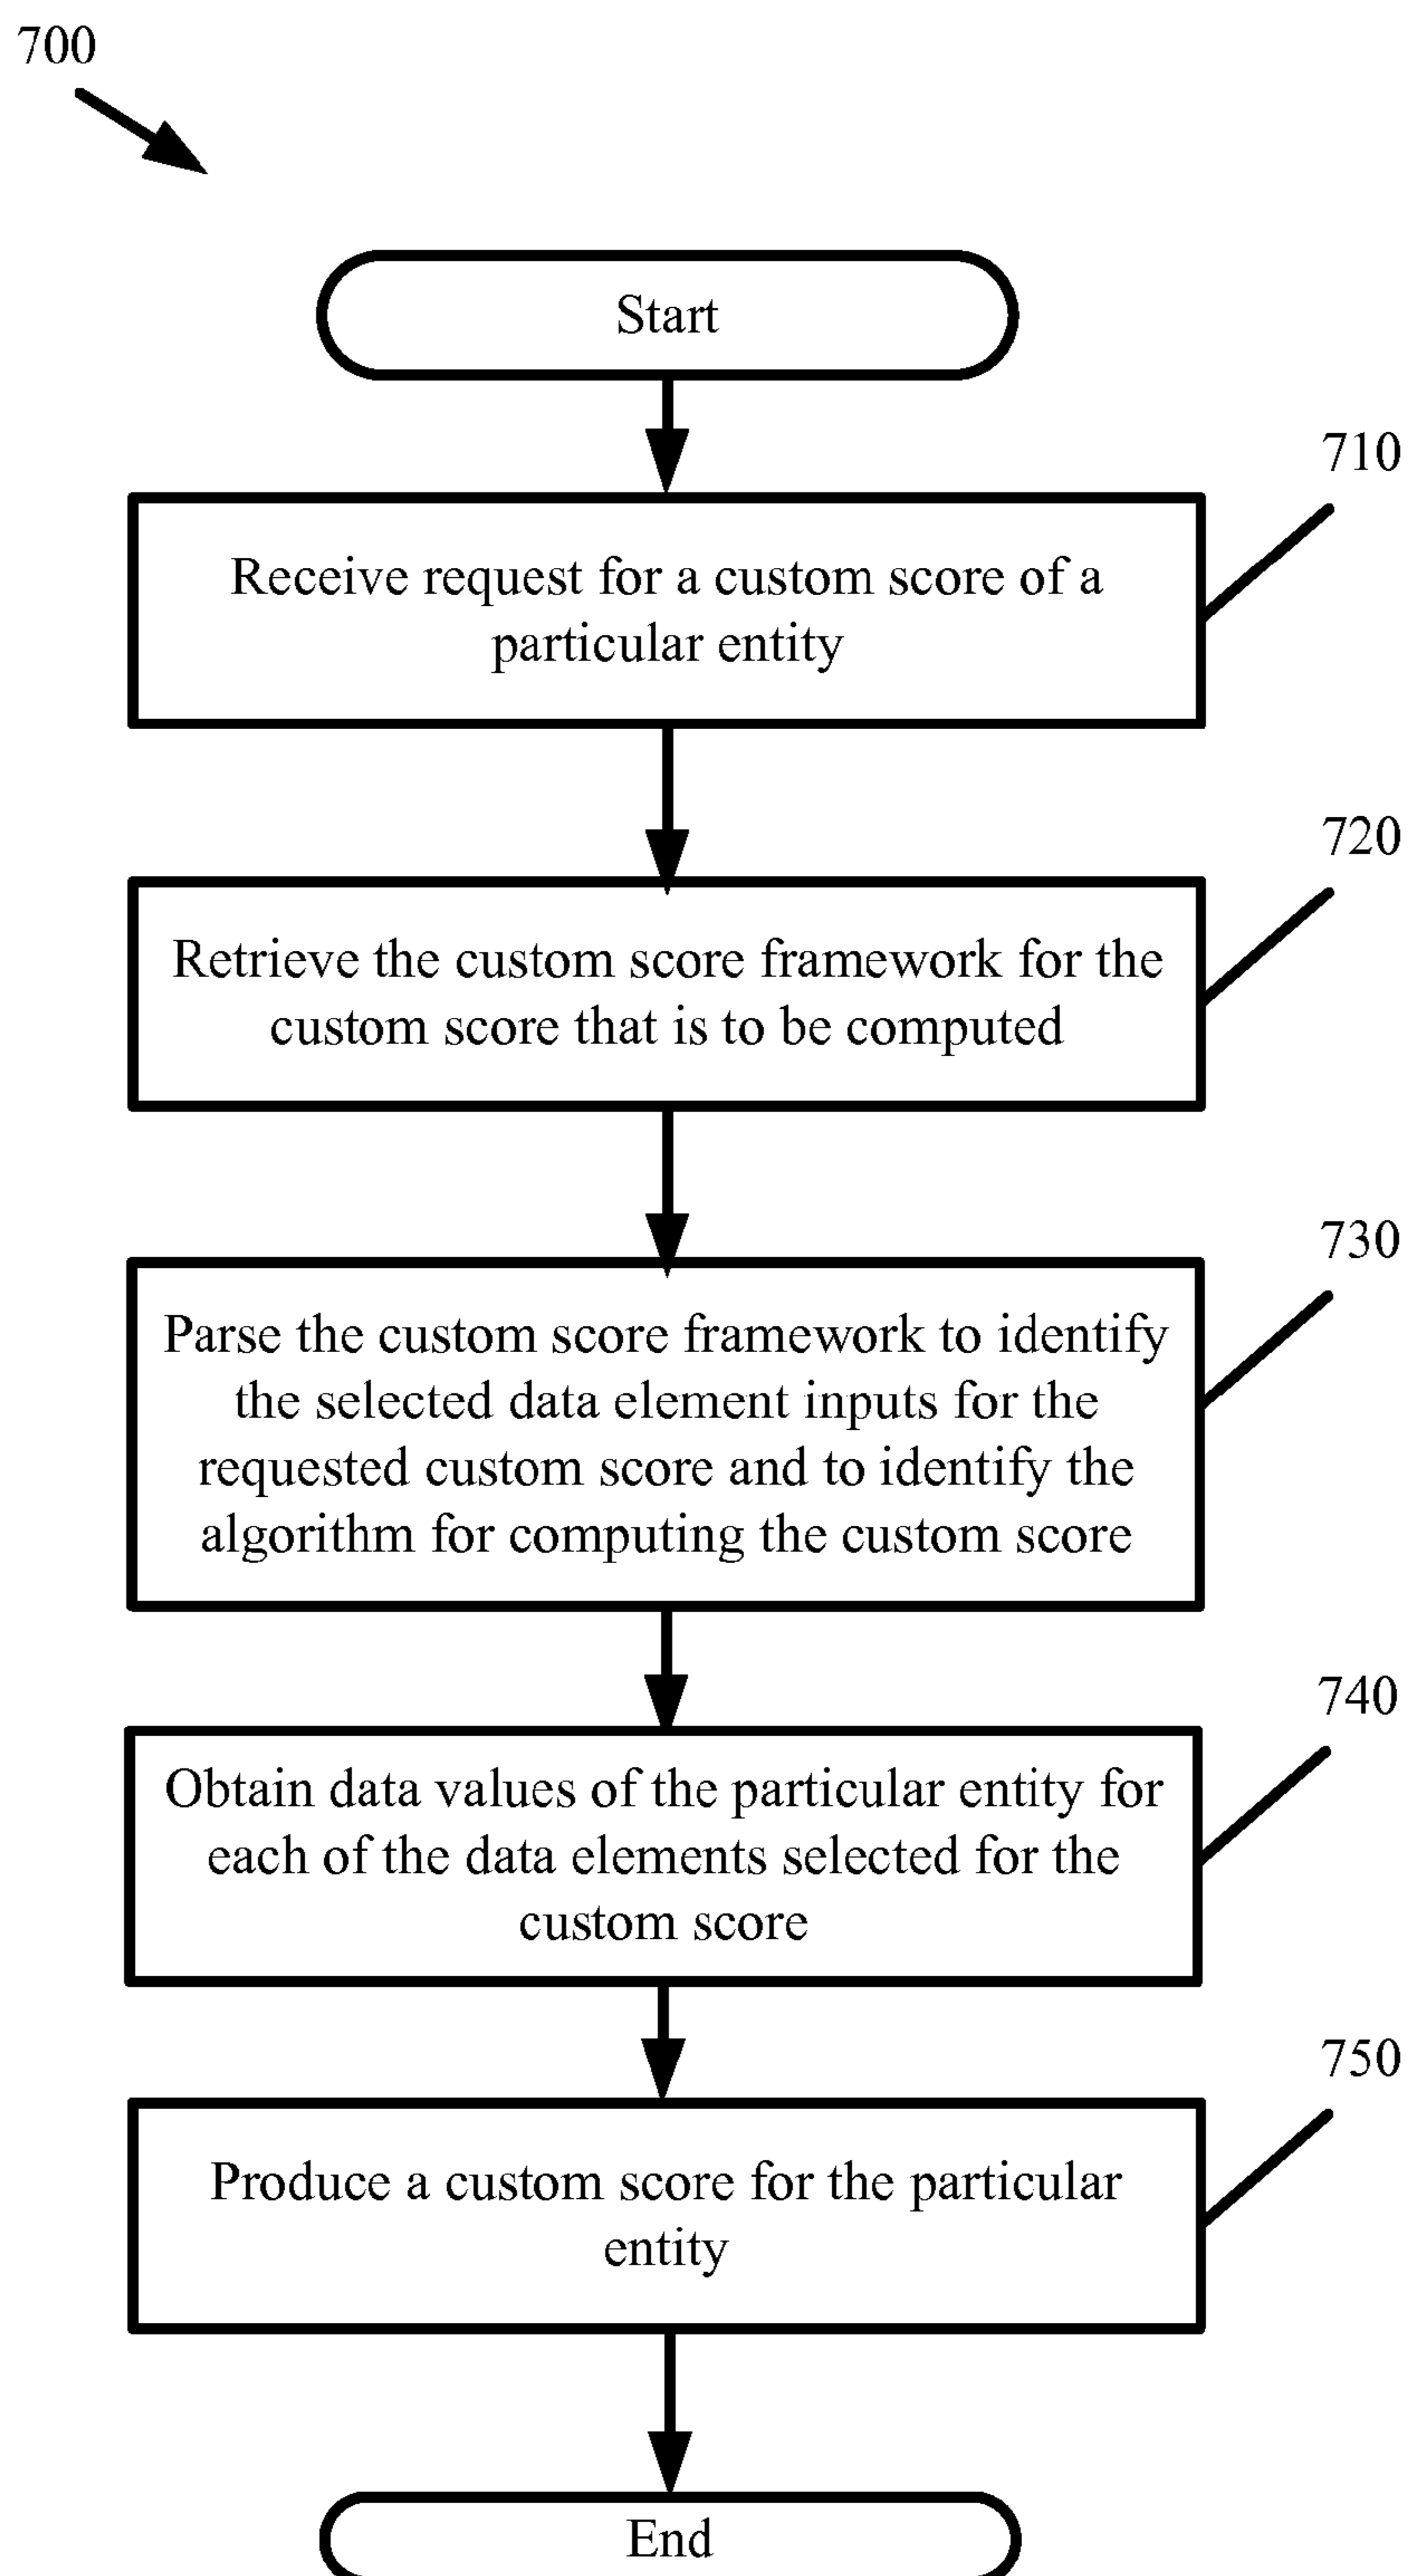 700
Start
710
Receive request for a custom score of a
particular entity
720
Retrieve the custom score framework for the
custom score that is to be computed
730
Parse the custom score framework to identify
the selected data element inputs for the
requested custom score and to identify the
algorithm for computing the custom score
740
Obtain data values of the particular entity for
each of the data elements selected for the
custom score
750
Produce a custom score for the particular
entity
End